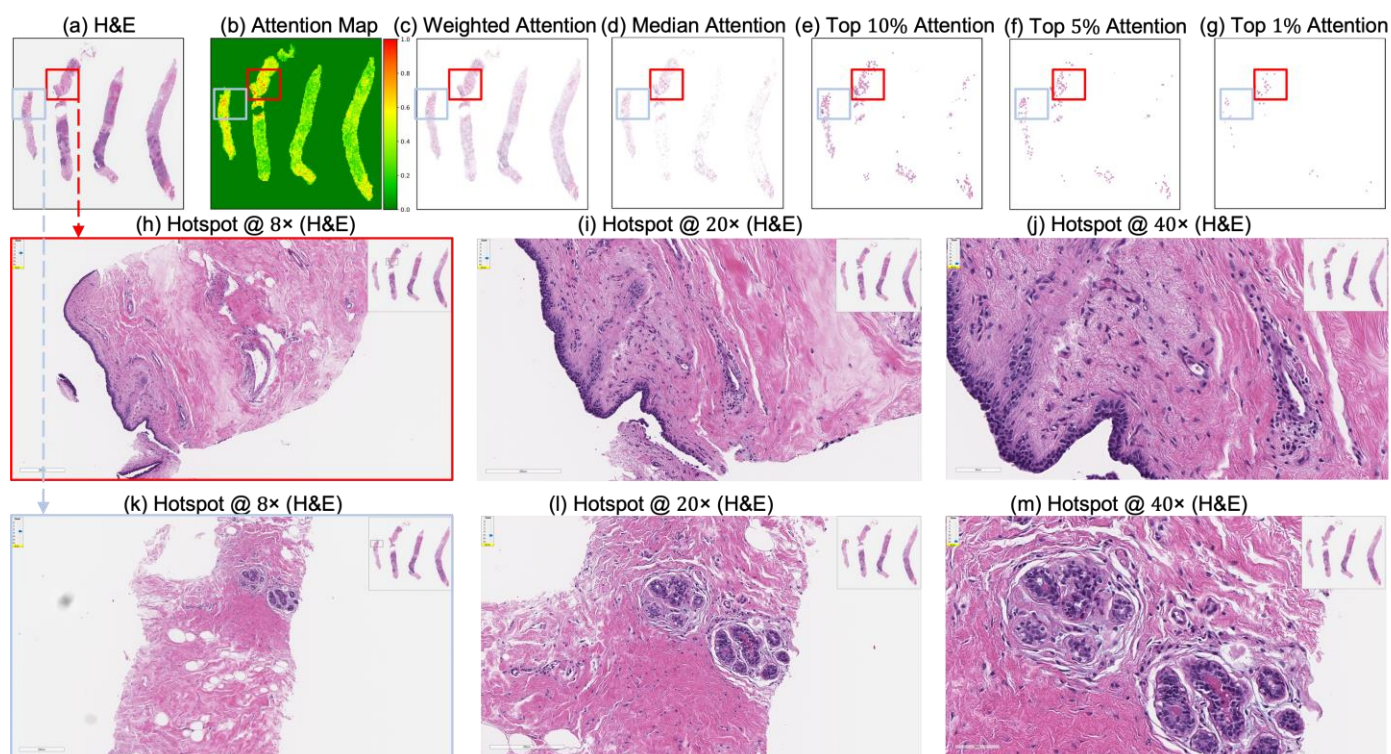 (a) H&E
(b) Attention Map
(c) Weighted Attention
(d) Median Attention
(e) Top 10% Attention
(f) Top 5% Attention
(g) Top 1% Attention
1.0
0.8
0.6
0.4
0.2
0.0
(h) Hotspot @ 8× (H&E)
(i) Hotspot @ 20× (H&E)
(j) Hotspot @ 40× (H&E)
(k) Hotspot @ 8× (H&E)
(l) Hotspot @ 20× (H&E)
(m) Hotspot @ 40× (H&E)